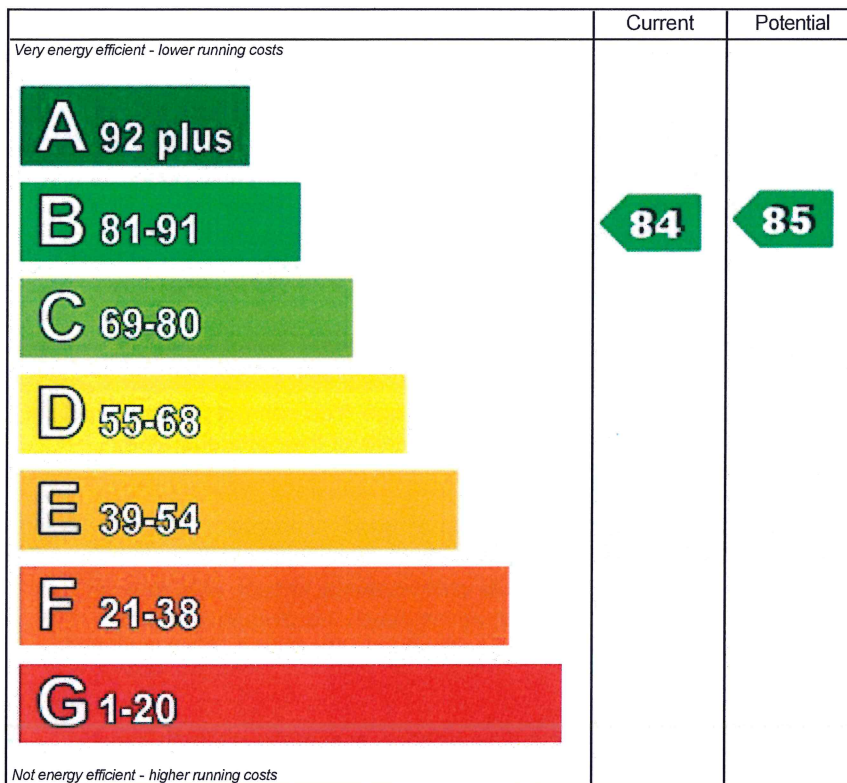 Current Potential
Very energy efficient - lower running costs
A 92 plus
B 81-91 84 85
C 69-80
D 55-68
E 39-54
F 21-38
G 1-20
Not energy efficient - higher running costs